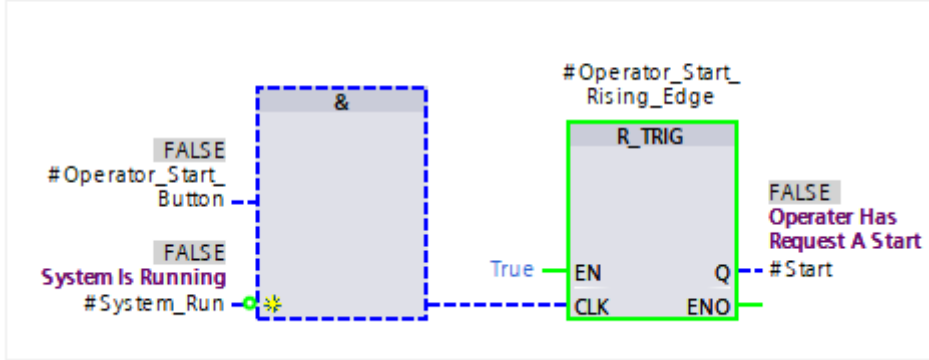 &
FALSE
#Operator_Start_
Button
FALSE
System Is Running
#System_Run
#Operator_Start_
Rising_Edge
R_TRIG
True
EN
CLK
Q
ENO
FALSE
Operater Has
Request A Start
#Start